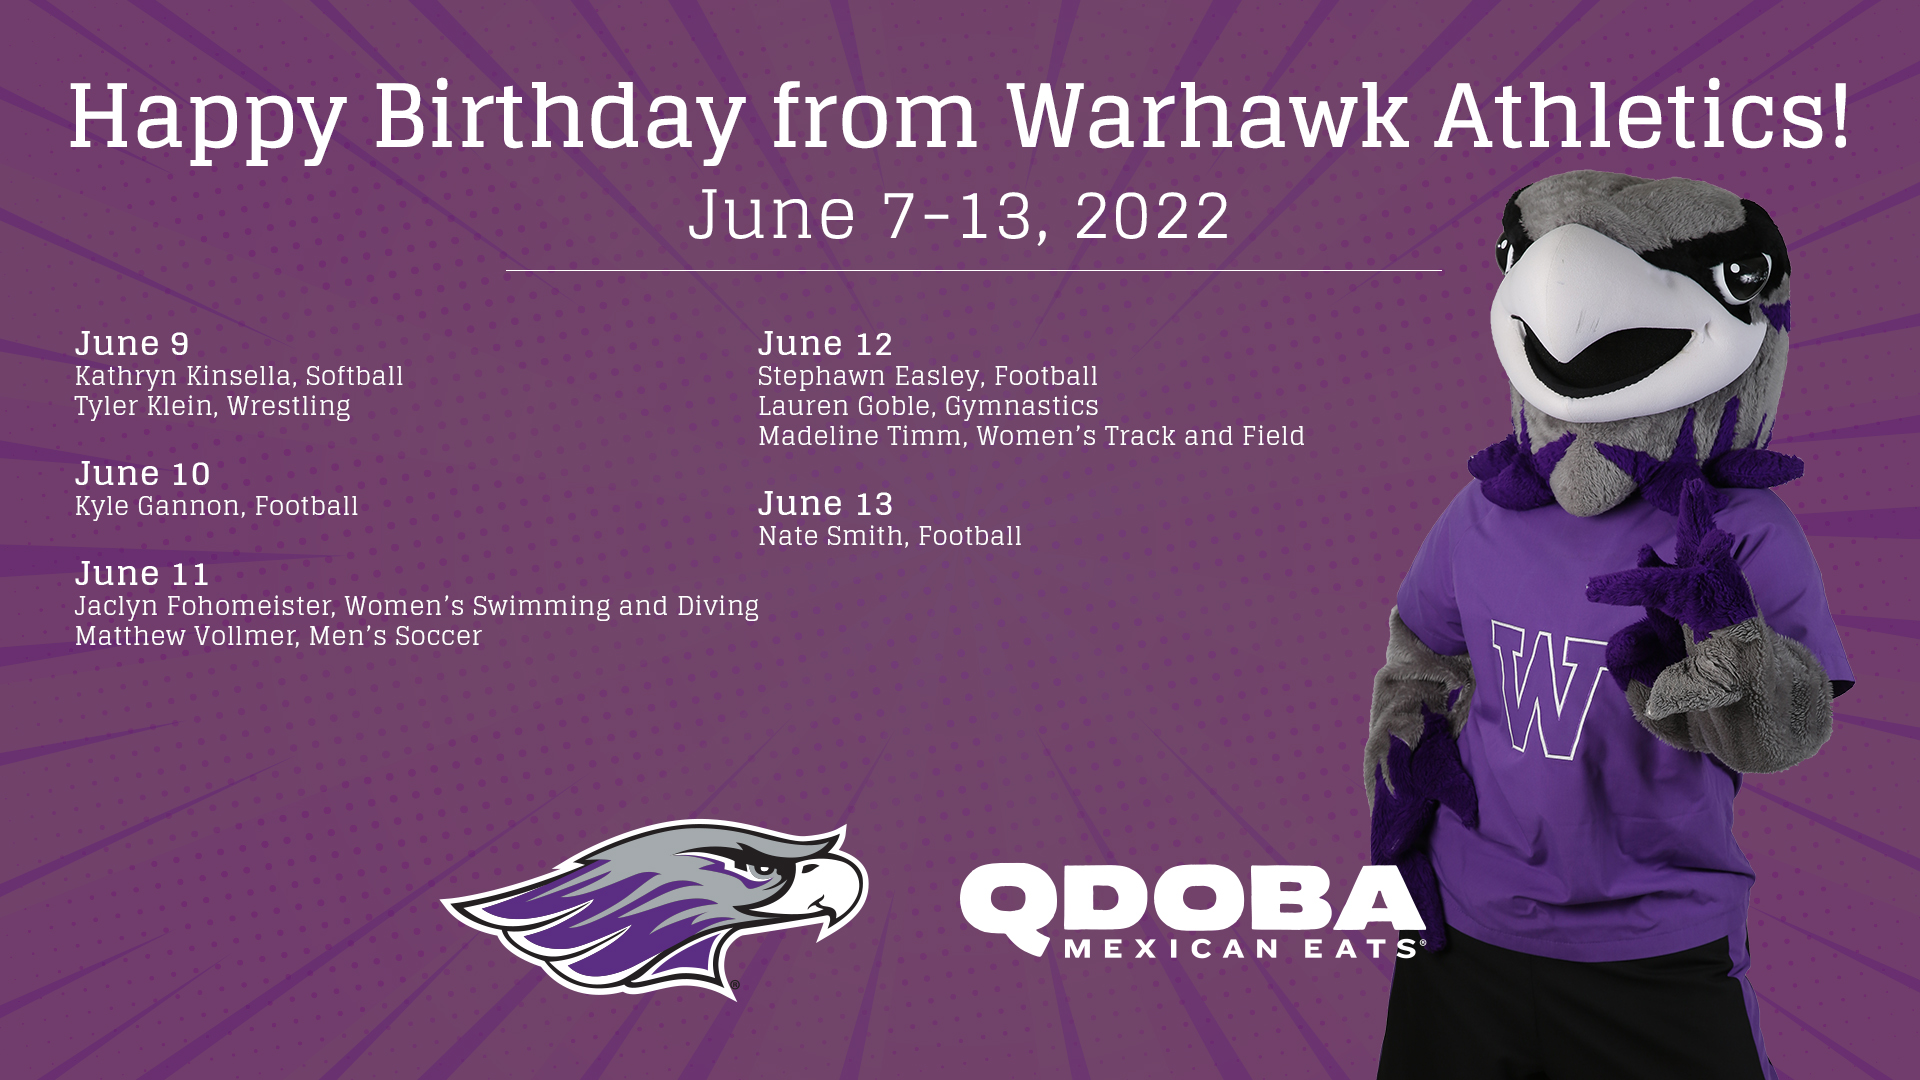 Happy Birthday from Warhawk Athletics!
June 7-13, 2022
June 9
Kathryn Kinsella, Softball
Tyler Klein, Wrestling
June 10
Kyle Gannon, Football
June 11
Jaclyn Fohomeister, Women’s Swimming and Diving
Matthew Vollmer, Men’s Soccer
June 12
Stephawn Easley, Football
Lauren Goble, Gymnastics
Madeline Timm, Women’s Track and Field
June 13
Nate Smith, Football
W
®
QDOBA
MEXICAN EATS®